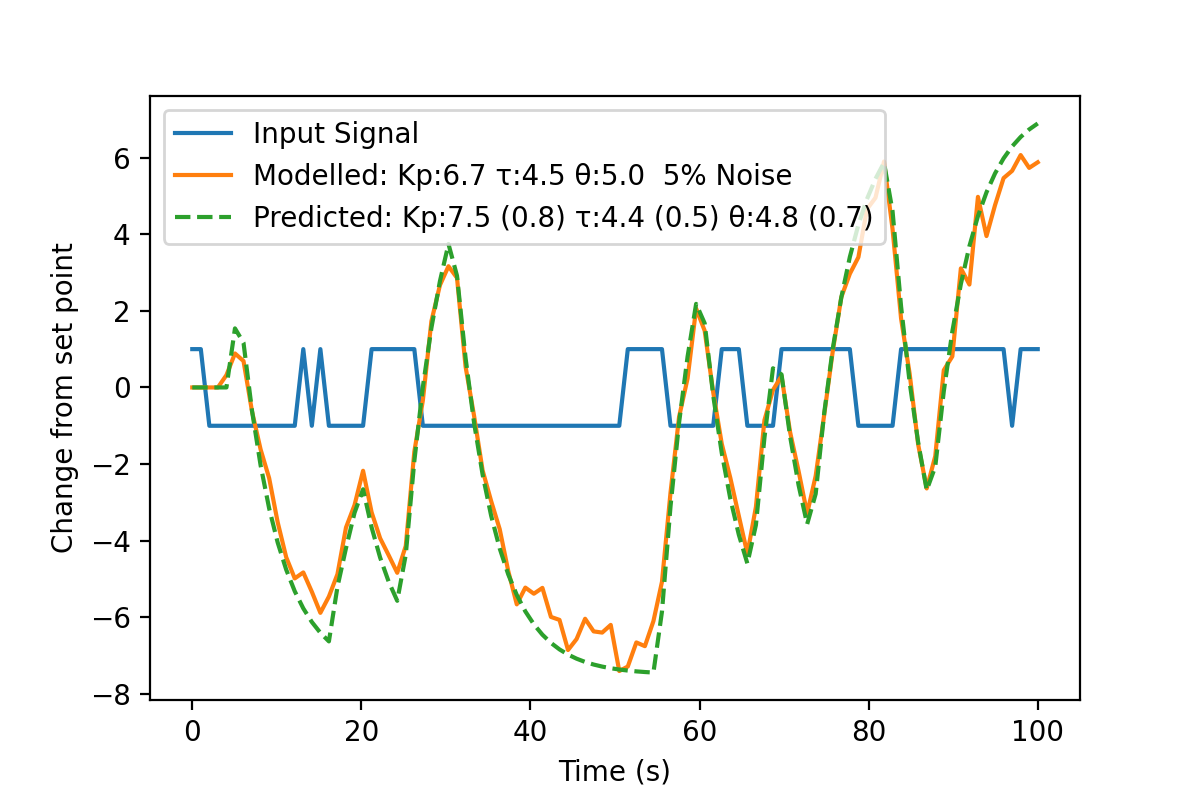 Input Signal
Modelled: Kp:6.7 τ:4.5 θ:5.0  5% Noise
Predicted: Kp:7.5 (0.8) τ:4.4 (0.5) θ:4.8 (0.7)
Change from set point
6
4
2
0
−2
−4
−6
−8
0 20 40 60 80 100
Time (s)